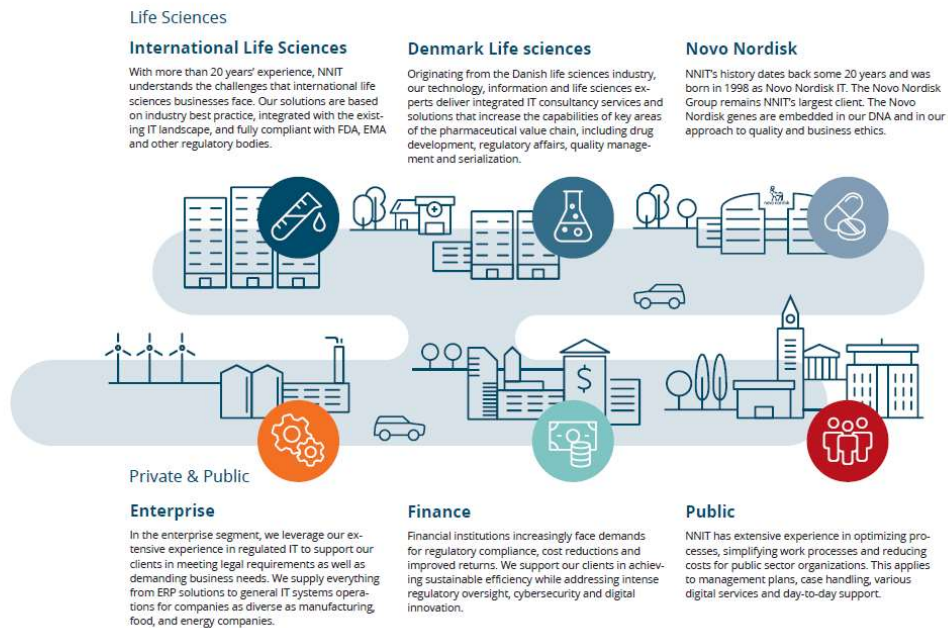 Life Sciences
International Life Sciences
With more than 20 years' experience, NNIT
understands the challenges that international life
sciences businesses face. Our solutions are based
on industry best practice, integrated with the exist-
ing IT landscape, and fully compliant with FDA, EMA
and other regulatory bodies.
Denmark Life sciences
Originating from the Danish life sciences industry,
our technology, information and life sciences ex-
perts deliver integrated IT consultancy services and
solutions that increase the capabilities of key areas
of the pharmaceutical value chain, including drug
development, regulatory affairs, quality manage-
ment and serialization.
Novo Nordisk
NNIT's history dates back some 20 years and was
born in 1998 as Novo Nordisk IT. The Novo Nordisk
Group remains NNIT's largest client. The Novo
Nordisk genes are embedded in our DNA and in our
approach to quality and business ethics.
novo nordisk
$
Private & Public
Enterprise
In the enterprise segment, we leverage our ex-
tensive experience in regulated IT to support our
clients in meeting legal requirements as well as
demanding business needs. We supply everything
from ERP solutions to general IT systems opera-
tions for companies as diverse as manufacturing,
food, and energy companies.
Finance
Financial institutions increasingly face demands
for regulatory compliance, cost reductions and
improved returns. We support our clients in achiev-
ing sustainable efficiency while addressing intense
regulatory oversight, cybersecurity and digital
innovation.
Public
NNIT has extensive experience in optimizing pro-
cesses, simplifying work processes and reducing
costs for public sector organizations. This applies
to management plans, case handling, various
digital services and day-to-day support.